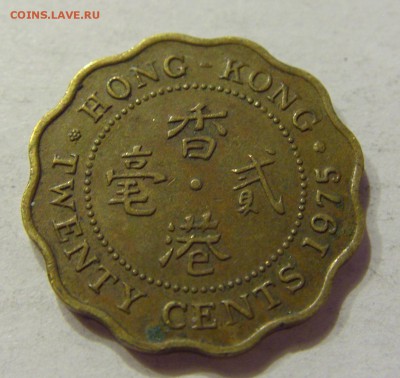 COINS.LAVE.RU
HONG - KONG
香・港
貳毫
TWENTY CENTS 1975